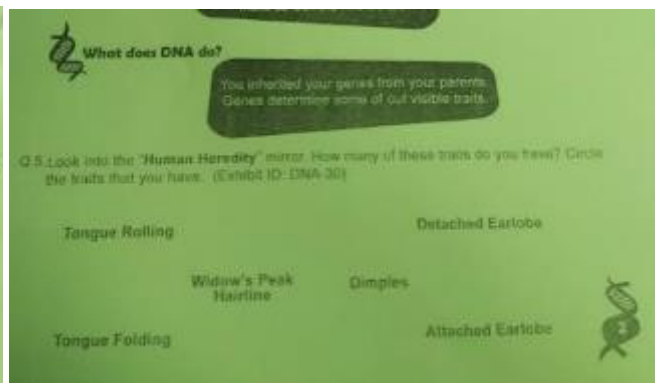 What does DNA do?
You inherited your genes from your parents.
Genes determine some of out visible traits.
Q.5 Look into the "Human Heredity" mirror. How many of these traits do you have? Circle
the traits that you have. (Exhibit ID: DNA-30)
Tongue Rolling
Detached Earlobe
Widow's Peak
Hairline
Dimples
Tongue Folding
Attached Earlobe